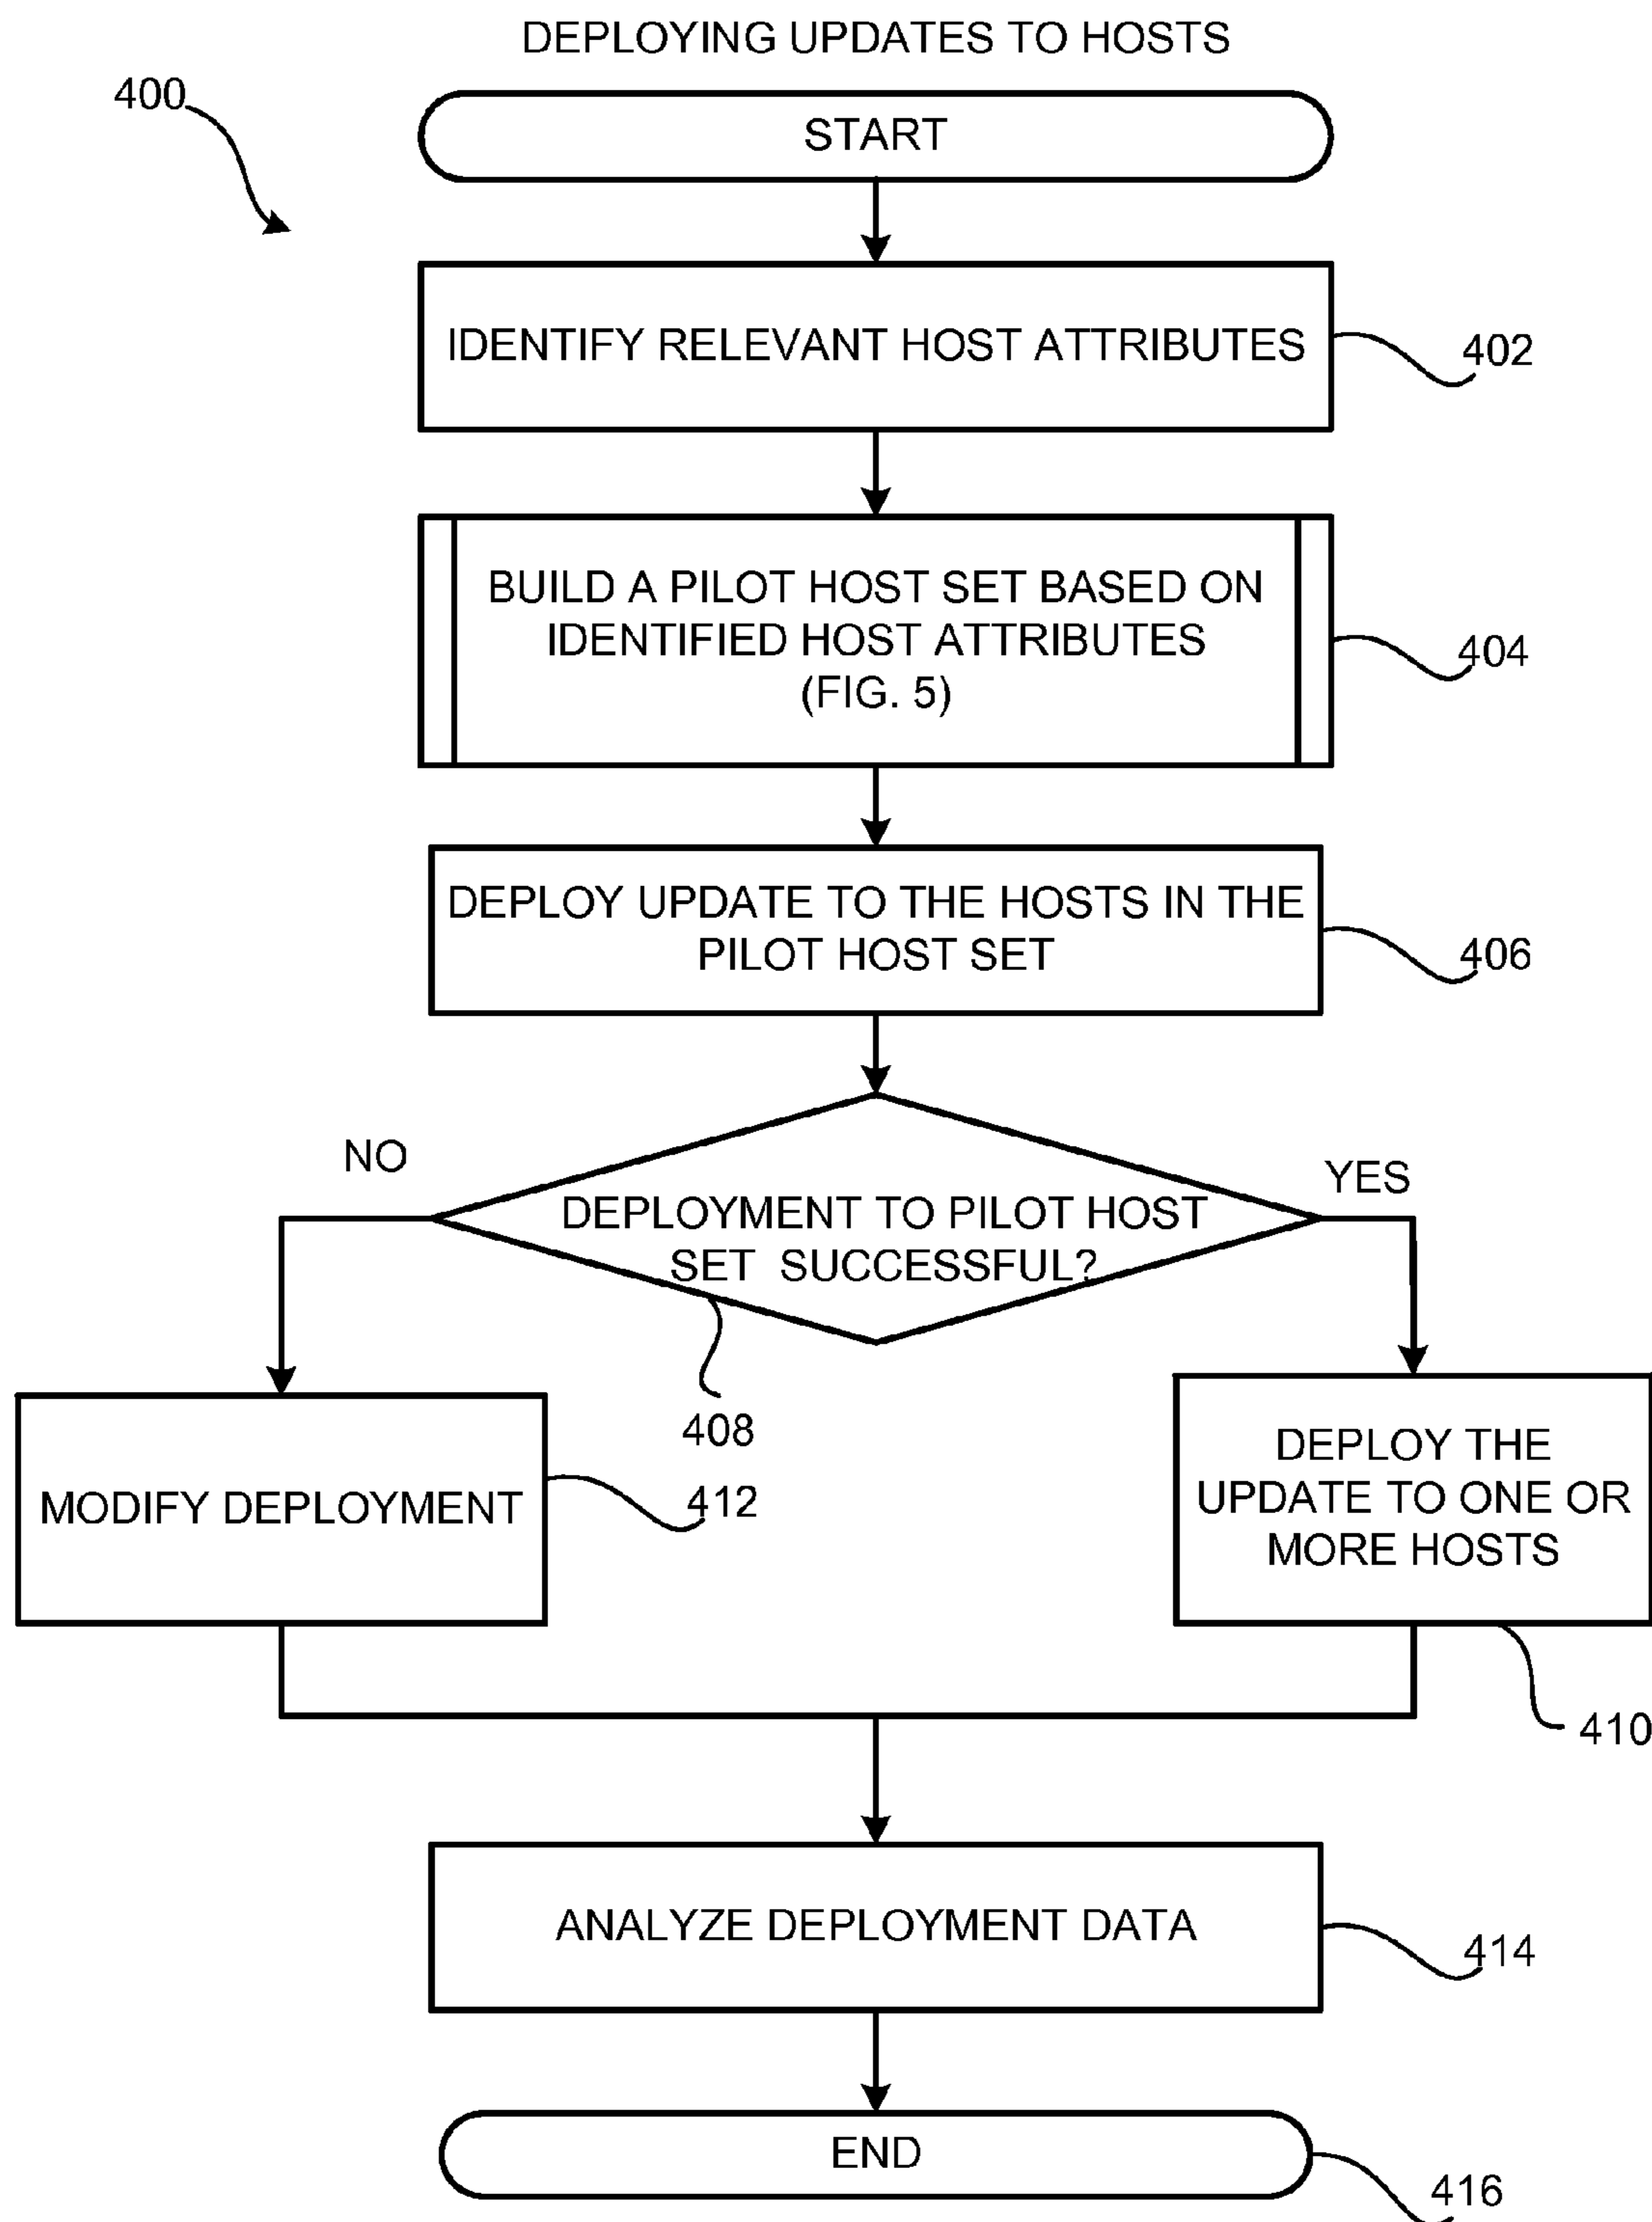 DEPLOYING UPDATES TO HOSTS
400
START
IDENTIFY RELEVANT HOST ATTRIBUTES
402
BUILD A PILOT HOST SET BASED ON
IDENTIFIED HOST ATTRIBUTES
(FIG. 5)
404
DEPLOY UPDATE TO THE HOSTS IN THE
PILOT HOST SET
406
NO
YES
DEPLOYMENT TO PILOT HOST
SET SUCCESSFUL?
408
MODIFY DEPLOYMENT
412
DEPLOY THE
UPDATE TO ONE OR
MORE HOSTS
410
ANALYZE DEPLOYMENT DATA
414
END
416